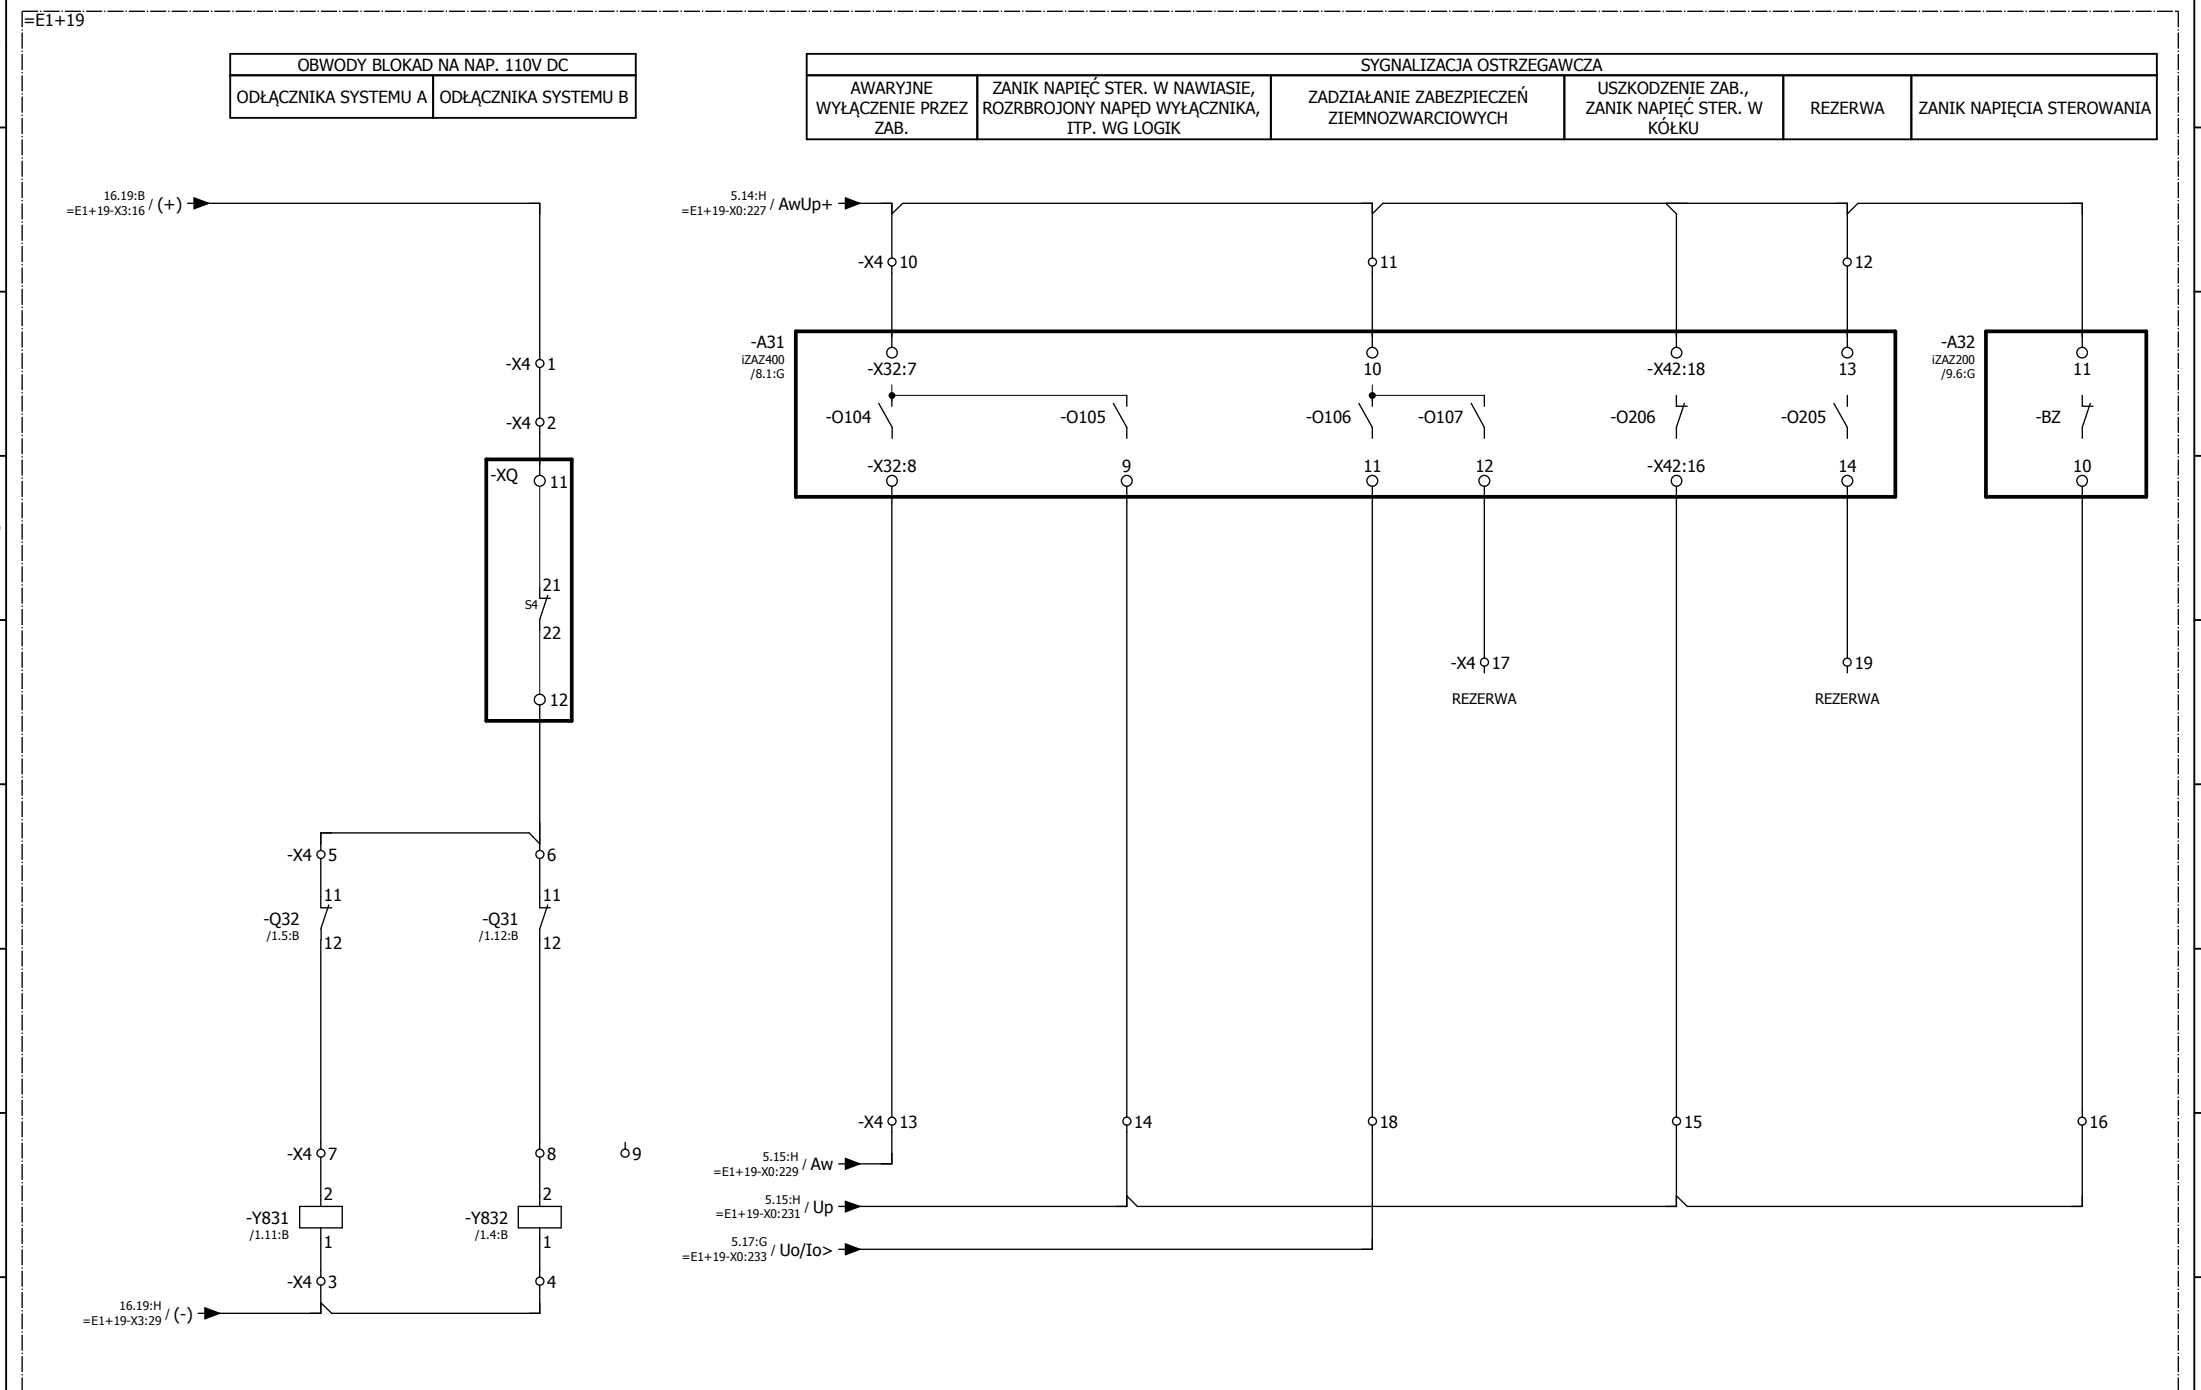 =E1+19
OBWODY BLOKAD NA NAP. 110V DC
ODŁĄCZNIKA SYSTEMU A
ODŁĄCZNIKA SYSTEMU B
SYGNALIZACJA OSTRZEGAWCZA
AWARYJNE
WYŁĄCZENIE PRZEZ
ZAB.
ZANIK NAPIĘĆ STER. W NAWIASIE,
ROZRBROJONY NAPĘD WYŁĄCZNIKA,
ITP. WG LOGIK
ZADZIAŁANIE ZABEZPIECZEŃ
ZIEMNOZWARCIOWYCH
USZKODZENIE ZAB.,
ZANIK NAPIĘĆ STER. W
KÓŁKU
REZERWA
ZANIK NAPIĘCIA STEROWANIA
16.19:B
=E1+19-X3:16 / (+)
-X4 1
-X4 2
-XQ 11
21
S4
22
12
-X4 5
6
11
-Q32
/1.5:B
12
11
-Q31
/1.12:B
12
-X4 7
8
9
2
-Y831
/1.11:B
1
2
-Y832
/1.4:B
1
-X4 3
4
16.19:H
=E1+19-X3:29 / (-)
5.14:H
=E1+19-X0:227 / AwUp+
-X4 10
11
12
-A31
iZAZ400
/8.1:G
-X32:7
10
-X42:18
13
-O104
-O105
-O106
-O107
-O206
-O205
-X32:8
9
11
12
-X42:16
14
-A32
iZAZ200
/9.6:G
11
-BZ
10
-X4 17
REZERWA
19
REZERWA
-X4 13
14
18
15
16
5.15:H
=E1+19-X0:229 / Aw
5.15:H
=E1+19-X0:231 / Up
5.17:G
=E1+19-X0:233 / Uo/Io>